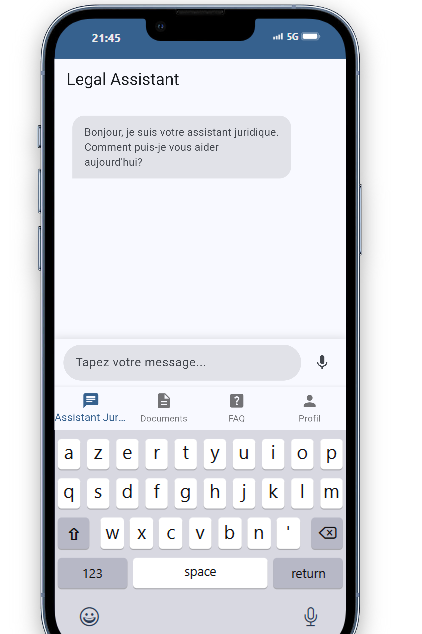 21:45 5G
Legal Assistant
Bonjour, je suis votre assistant juridique.
Comment puis-je vous aider
aujourd'hui?
Tapez votre message...
Assistant Jur... Documents FAQ Profil
a z e r t y u i o p
q s d f g h j k l m
w x c v b n '
123 space return